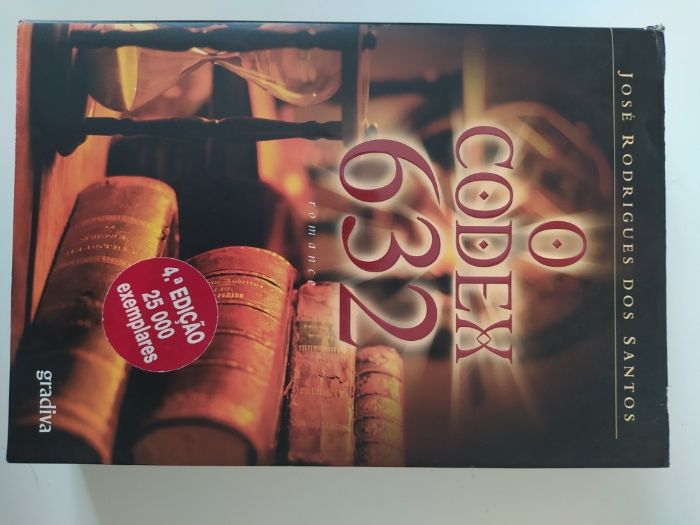 JOSÉ RODRIGUES DOS SANTOS
O
CODEX
632
romance
4.ª EDIÇÃO
25 000
exemplares
gradiva